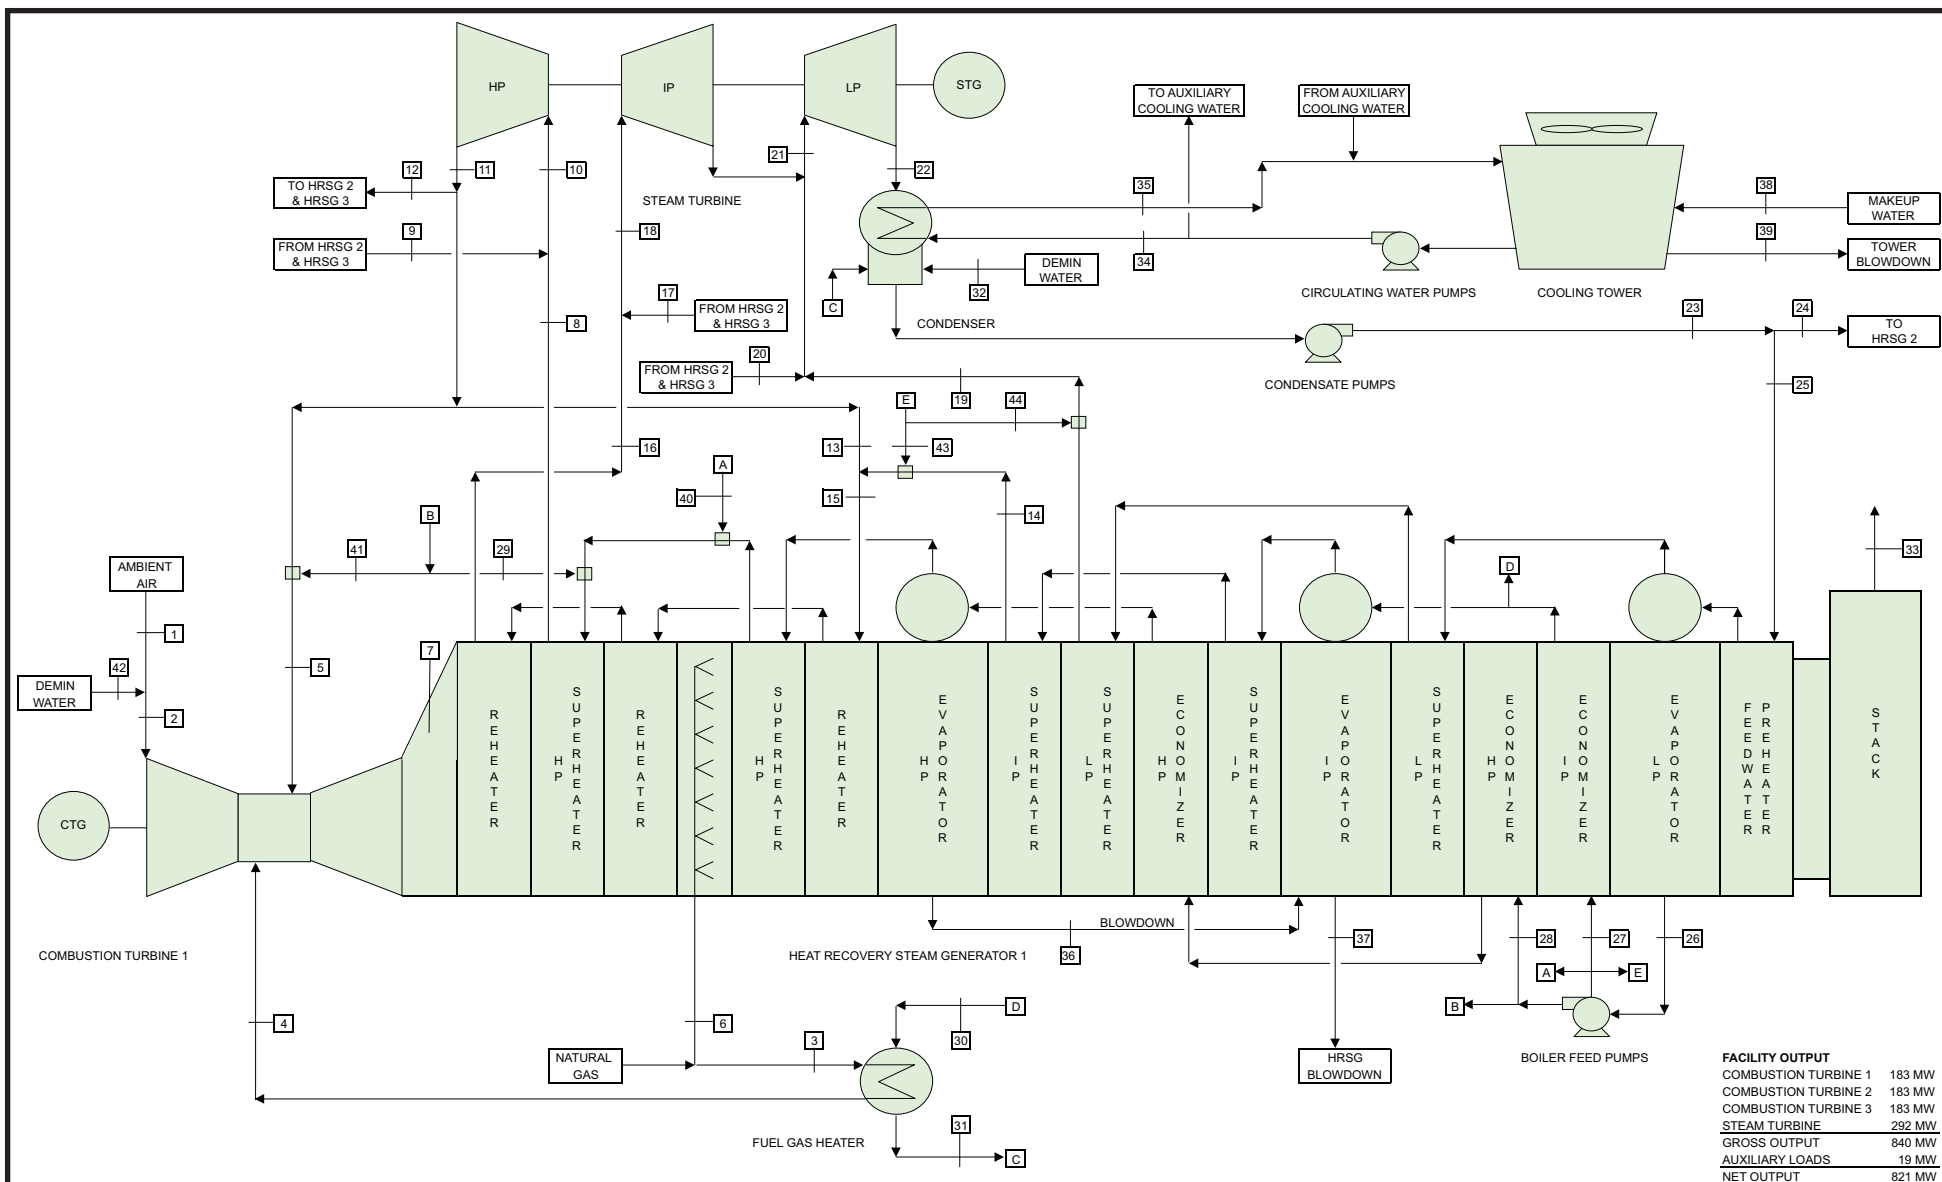 HP
IP
LP
STG
TO AUXILIARY
COOLING WATER
FROM AUXILIARY
COOLING WATER
12
11
10
21
22
35
38
TO HRSG 2
& HRSG 3
STEAM TURBINE
MAKEUP
WATER
9
18
39
FROM HRSG 2
& HRSG 3
34
TOWER
BLOWDOWN
DEMIN
WATER
17
32
C
CIRCULATING WATER PUMPS
COOLING TOWER
FROM HRSG 2
& HRSG 3
8
CONDENSER
23
24
TO
HRSG 2
20
FROM HRSG 2
& HRSG 3
CONDENSATE PUMPS
25
E
19
44
16
13
43
A
40
15
14
B
41
29
33
AMBIENT
AIR
D
1
7
42
5
DEMIN
WATER
2
REHEATER
HP
SUPERHEATER
REHEATER
HP
SUPERHEATER
REHEATER
HP
EVAPORATOR
IP
SUPERHEATER
LP
SUPERHEATER
HP
ECONOMIZER
IP
SUPERHEATER
IP
EVAPORATOR
LP
SUPERHEATER
HP
ECONOMIZER
IP
ECONOMIZER
LP
EVAPORATOR
FEEDWATER
PREHEATER
STACK
CTG
COMBUSTION TURBINE 1
HEAT RECOVERY STEAM GENERATOR 1
BLOWDOWN
36
37
28
27
26
A
E
B
D
30
4
6
3
NATURAL
GAS
HRSG
BLOWDOWN
BOILER FEED PUMPS
FUEL GAS HEATER
31
C
FACILITY OUTPUT
COMBUSTION TURBINE 1 183 MW
COMBUSTION TURBINE 2 183 MW
COMBUSTION TURBINE 3 183 MW
STEAM TURBINE 292 MW
GROSS OUTPUT 840 MW
AUXILIARY LOADS 19 MW
NET OUTPUT 821 MW